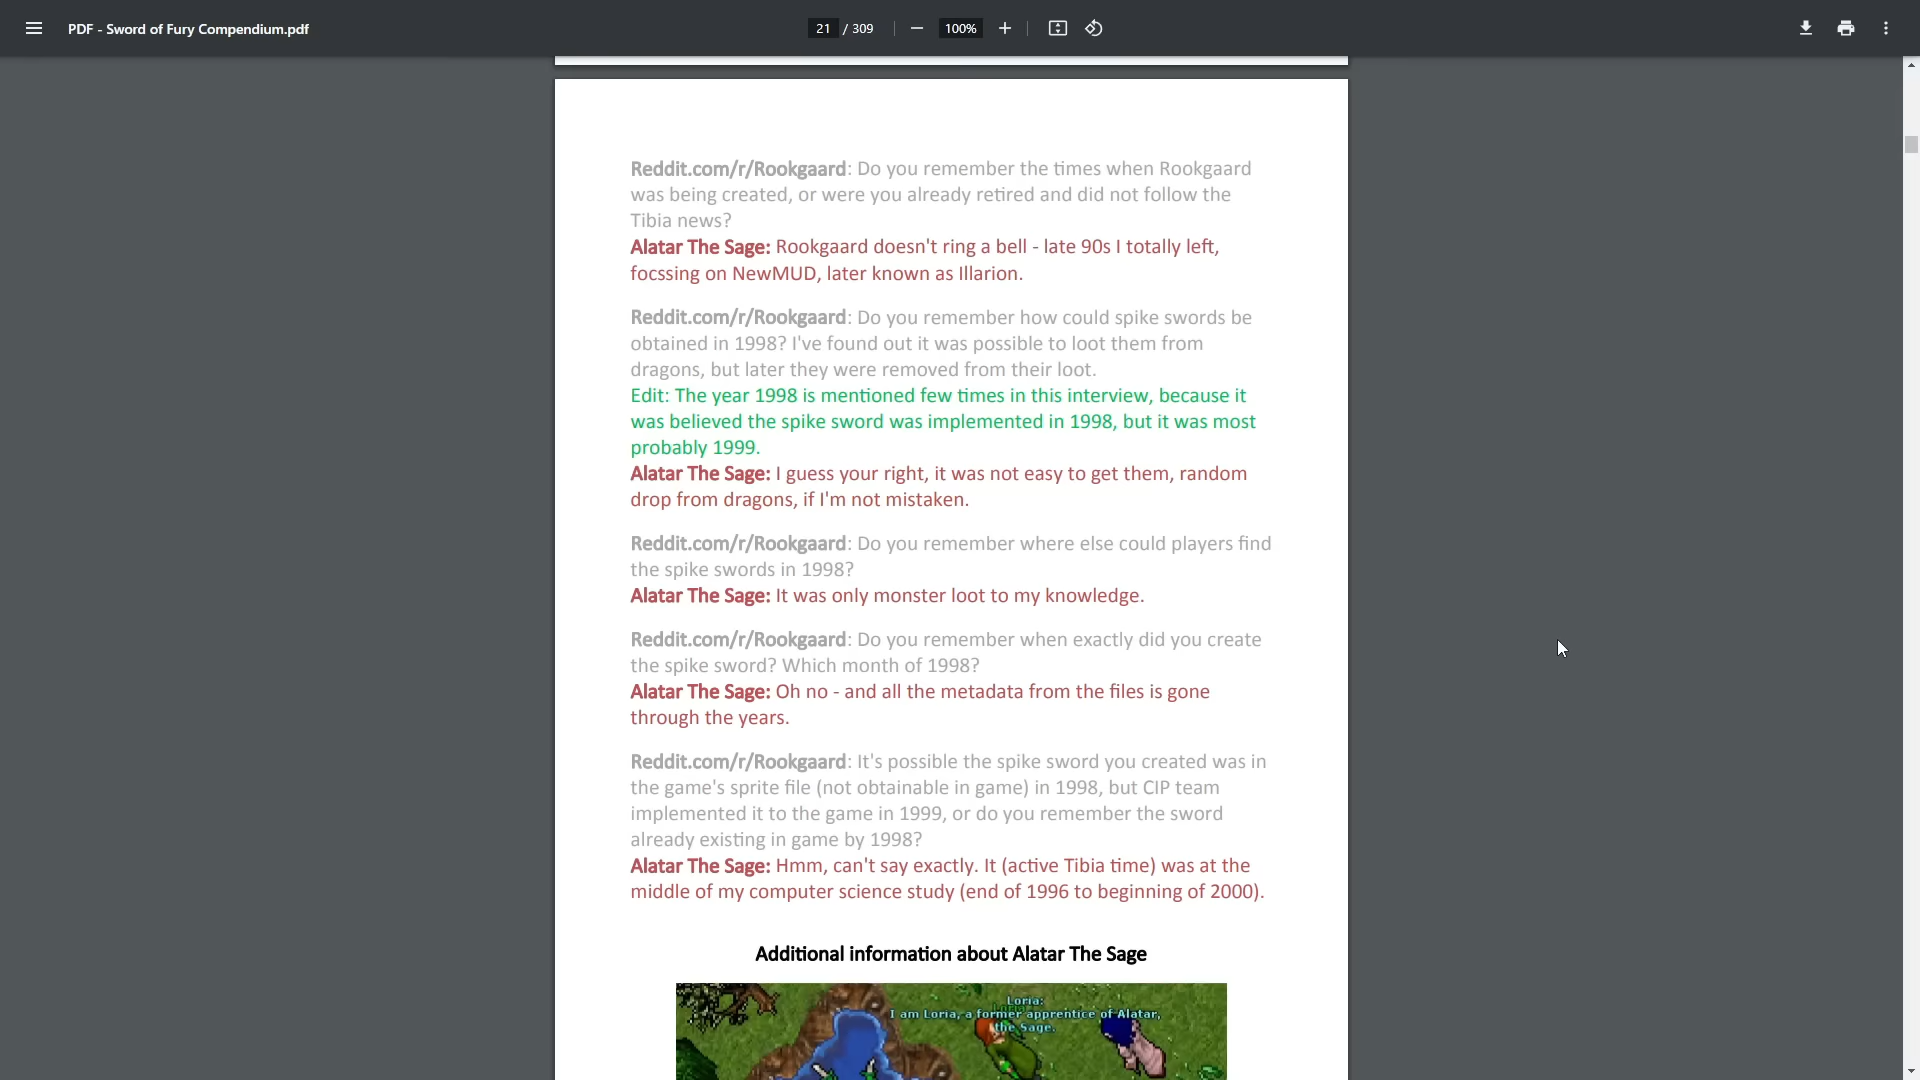 PDF - Sword of Fury Compendium.pdf
21 / 309
100%
Reddit.com/r/Rookgaard: Do you remember the times when Rookgaard
was being created, or were you already retired and did not follow the
Tibia news?
Alatar The Sage: Rookgaard doesn't ring a bell - late 90s I totally left,
focssing on NewMUD, later known as Illarion.
Reddit.com/r/Rookgaard: Do you remember how could spike swords be
obtained in 1998? I've found out it was possible to loot them from
dragons, but later they were removed from their loot.
Edit: The year 1998 is mentioned few times in this interview, because it
was believed the spike sword was implemented in 1998, but it was most
probably 1999.
Alatar The Sage: I guess your right, it was not easy to get them, random
drop from dragons, if I'm not mistaken.
Reddit.com/r/Rookgaard: Do you remember where else could players find
the spike swords in 1998?
Alatar The Sage: It was only monster loot to my knowledge.
Reddit.com/r/Rookgaard: Do you remember when exactly did you create
the spike sword? Which month of 1998?
Alatar The Sage: Oh no - and all the metadata from the files is gone
through the years.
Reddit.com/r/Rookgaard: It's possible the spike sword you created was in
the game's sprite file (not obtainable in game) in 1998, but CIP team
implemented it to the game in 1999, or do you remember the sword
already existing in game by 1998?
Alatar The Sage: Hmm, can't say exactly. It (active Tibia time) was at the
middle of my computer science study (end of 1996 to beginning of 2000).
Additional information about Alatar The Sage
Loria:
I am Loria, a former apprentice of Alatar,
the Sage.